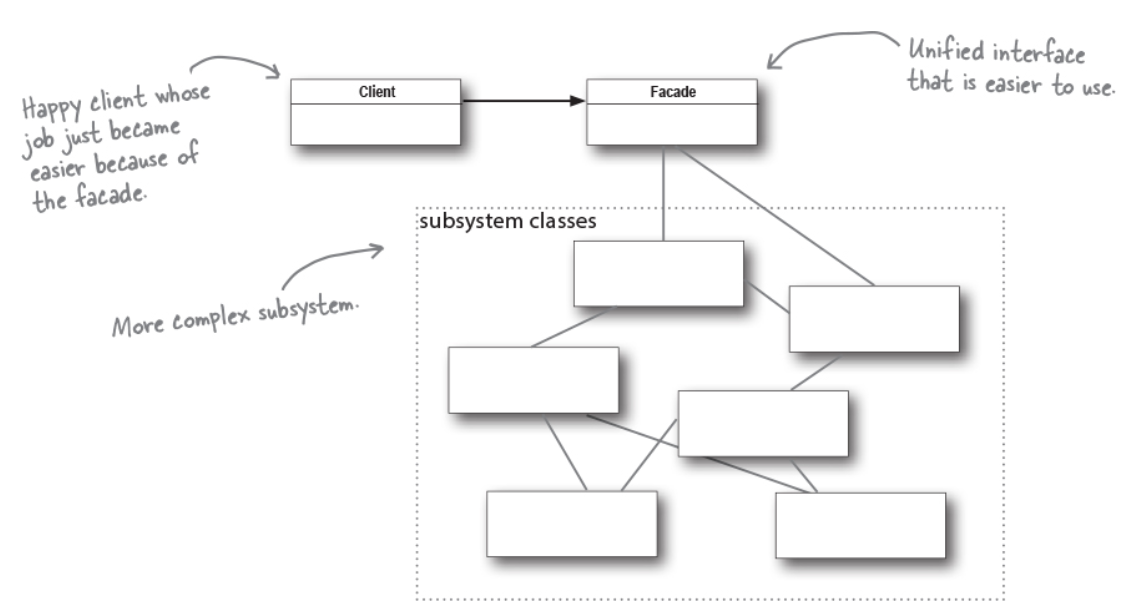 Happy client whose
job just became
easier because of
the facade.
Client
Facade
Unified interface
that is easier to use.
subsystem classes
More complex subsystem.